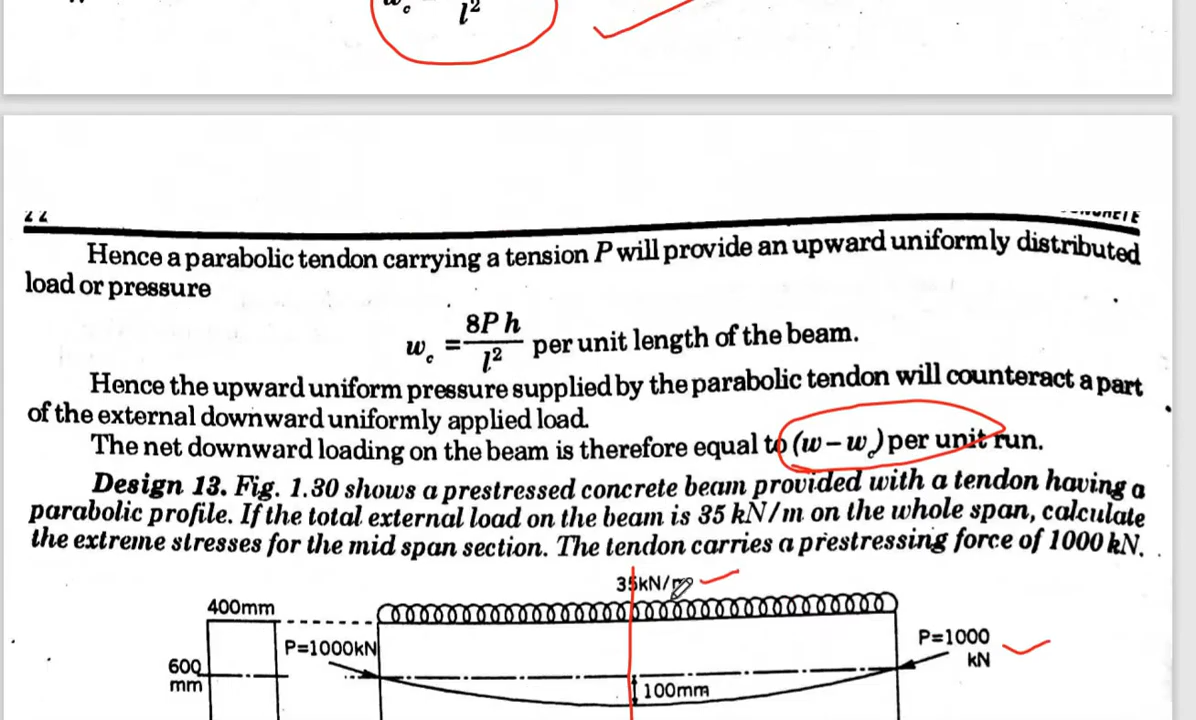 l²
22
Hence a parabolic tendon carrying a tension P will provide an upward uniformly distributed
load or pressure
w_c = 8P h / l² per unit length of the beam.
Hence the upward uniform pressure supplied by the parabolic tendon will counteract a part
of the external downward uniformly applied load.
The net downward loading on the beam is therefore equal to (w – w_c) per unit run.
Design 13. Fig. 1.30 shows a prestressed concrete beam provided with a tendon having a
parabolic profile. If the total external load on the beam is 35 kN/m on the whole span, calculate
the extreme stresses for the mid span section. The tendon carries a prestressing force of 1000 kN.
35kN/m
400mm
P=1000kN
P=1000
kN
600
mm
100mm